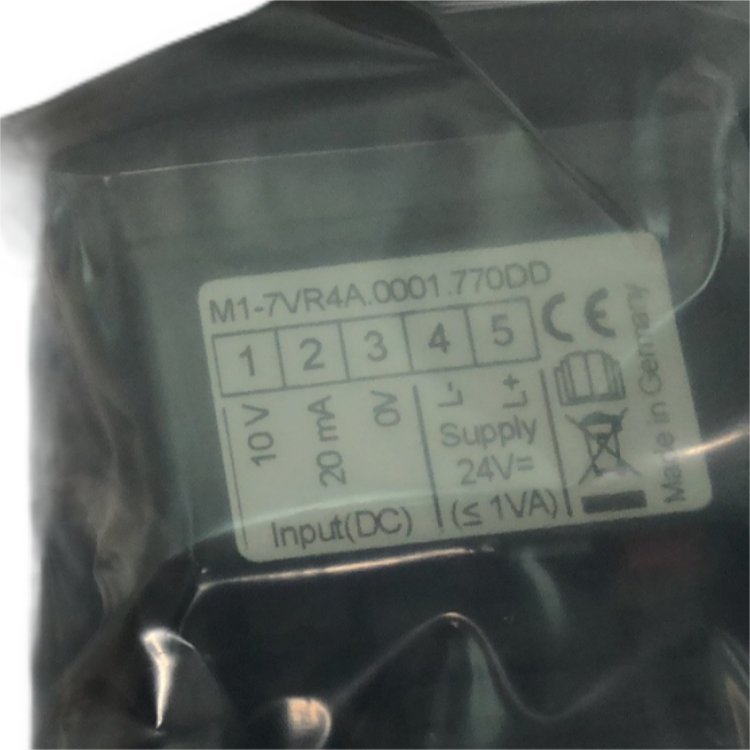 M1-7VR4A.0001.770DD
1 2 3 4 5
10 V
20 mA
0V
L-
L+
Supply
24V=
(≤ 1VA)
Input(DC)
CE
Made in Germany